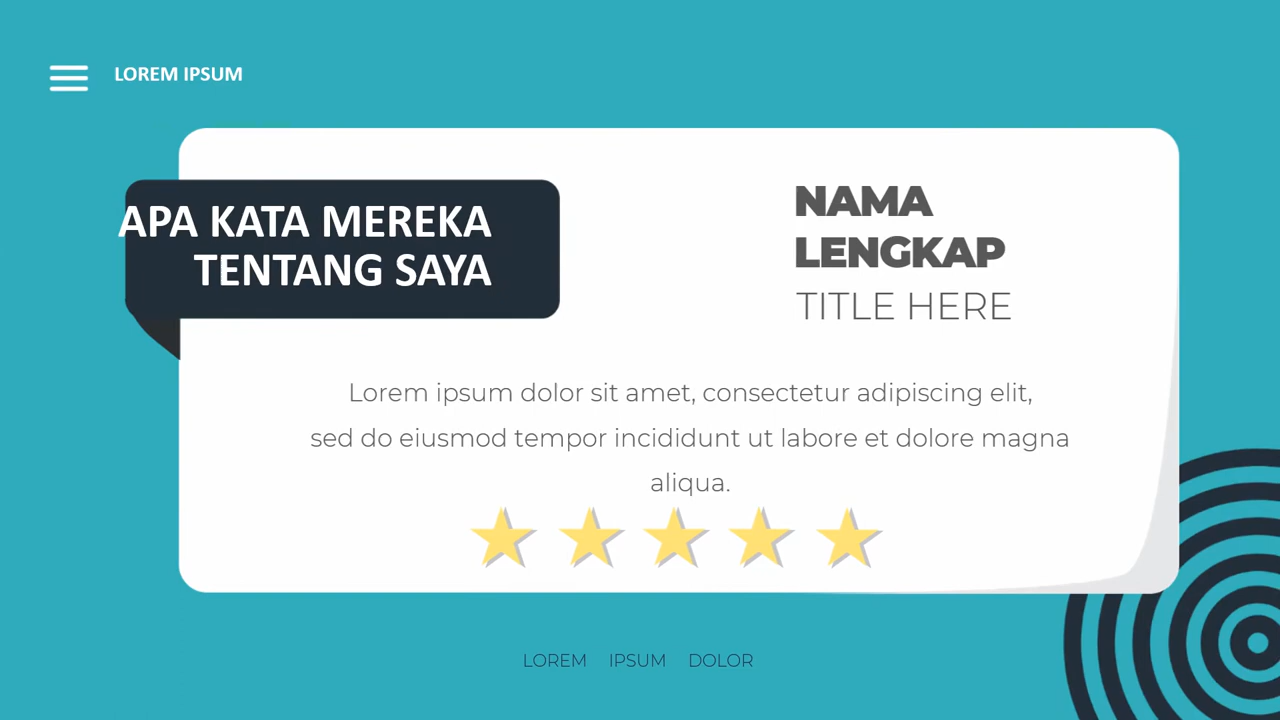 LOREM IPSUM
APA KATA MEREKA
TENTANG SAYA
NAMA
LENGKAP
TITLE HERE
Lorem ipsum dolor sit amet, consectetur adipiscing elit,
sed do eiusmod tempor incididunt ut labore et dolore magna
aliqua.
LOREM IPSUM DOLOR